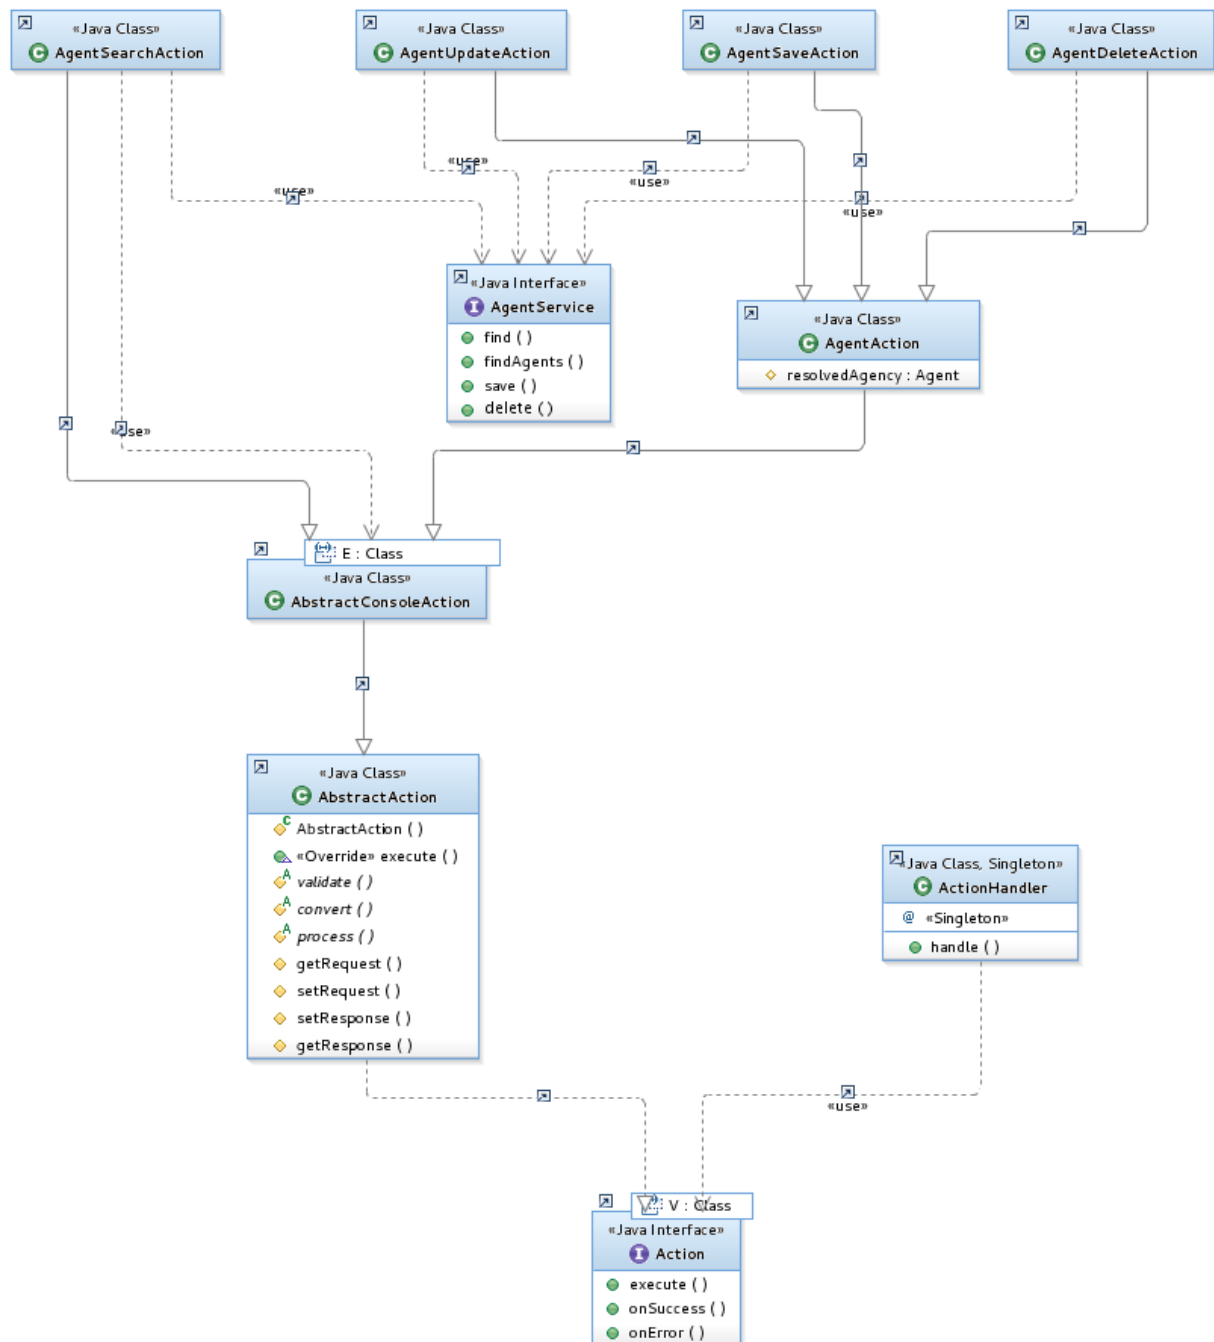 «Java Class»
AgentSearchAction
«Java Class»
AgentUpdateAction
«Java Class»
AgentSaveAction
«Java Class»
AgentDeleteAction
«use»
«use»
«use»
«use»
«Java Interface»
AgentService
find ( )
findAgents ( )
save ( )
delete ( )
«Java Class»
AgentAction
resolvedAgency : Agent
«use»
E : Class
«Java Class»
AbstractConsoleAction
«Java Class»
AbstractAction
AbstractAction ( )
«Override» execute ( )
validate ( )
convert ( )
process ( )
getRequest ( )
setRequest ( )
setResponse ( )
getResponse ( )
«Java Class, Singleton»
ActionHandler
@ «Singleton»
handle ( )
«use»
V : Class
«Java Interface»
Action
execute ( )
onSuccess ( )
onError ( )